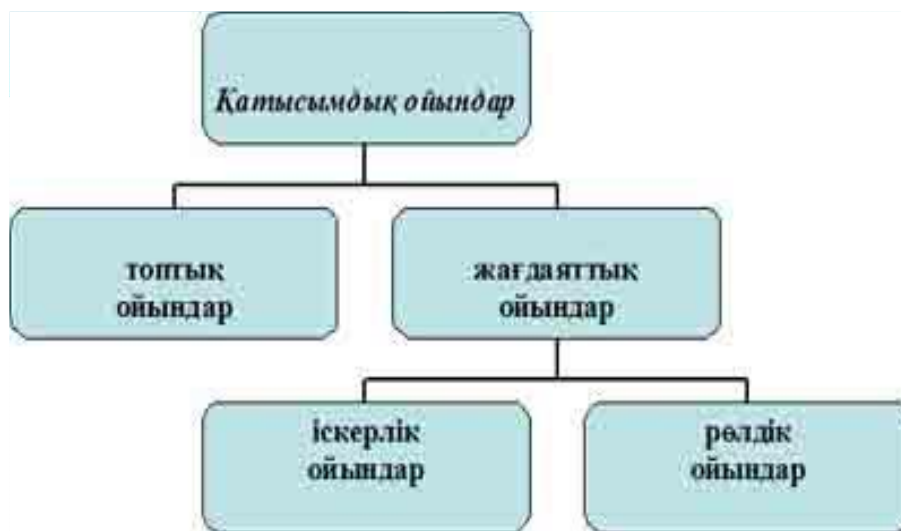 Қатысымдық ойындар
топтық
ойындар
жағдаяттық
ойындар
іскерлік
ойындар
рөлдік
ойындар